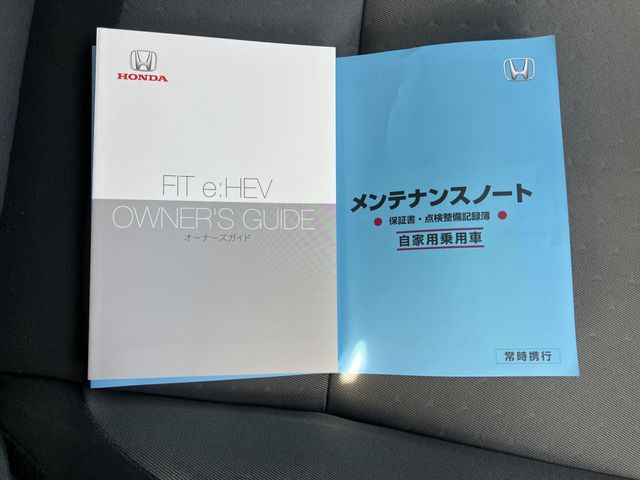 HONDA
FIT e:HEV
OWNER'S GUIDE
オーナーズガイド
メンテナンスノート
● 保証書・点検整備記録簿 ●
自家用乗用車
常時携行